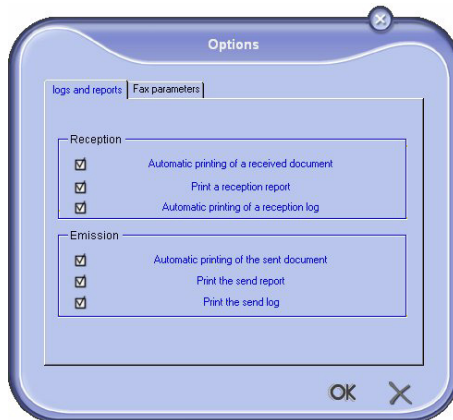 Options
logs and reports Fax parameters
Reception
Automatic printing of a received document
Print a reception report
Automatic printing of a reception log
Emission
Automatic printing of the sent document
Print the send report
Print the send log
OK